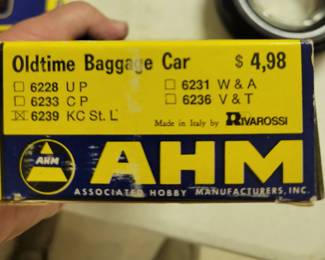 Oldtime Baggage Car $ 4,98
☐ 6228 U P ☐ 6231 W & A
☐ 6233 C P ☐ 6236 V & T
☒ 6239 KC St. L
Made in Italy by RIVAROSSI
AHM AHM
ASSOCIATED HOBBY MANUFACTURERS, INC.